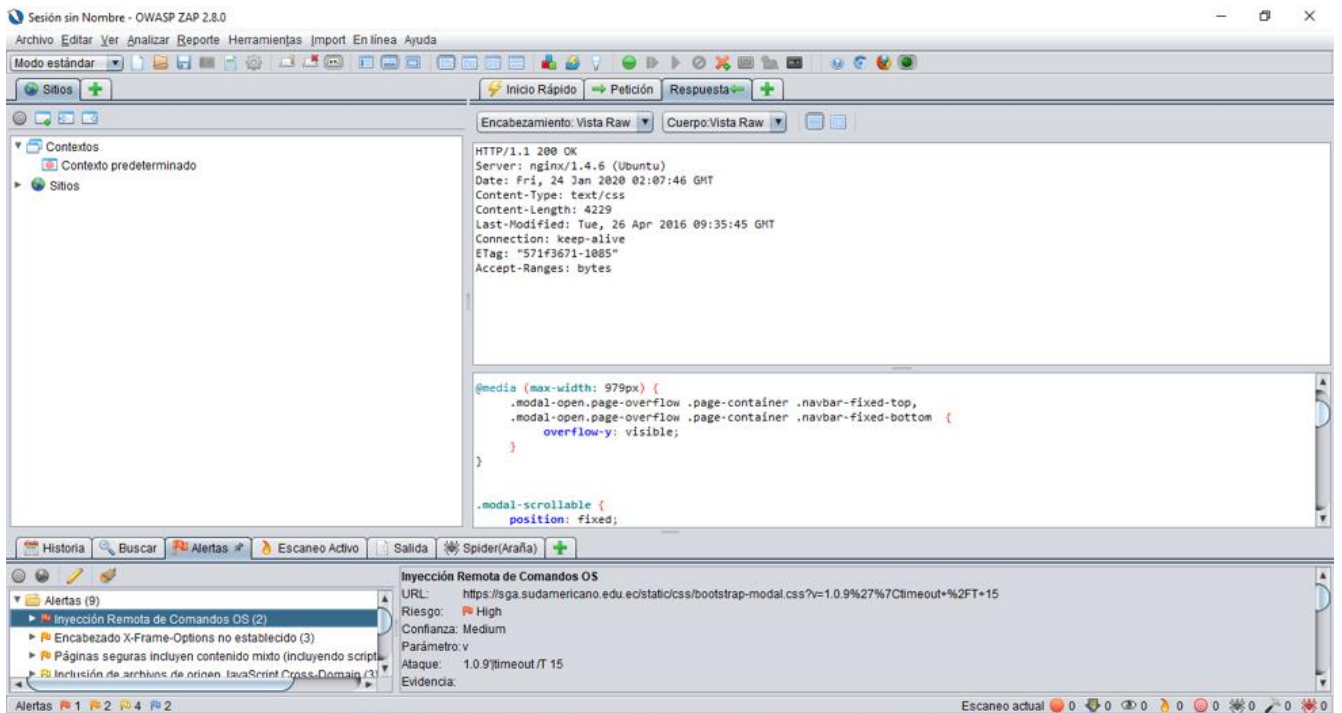 Sesión sin Nombre - OWASP ZAP 2.8.0
Archivo Editar Ver Analizar Reporte Herramientas Import En línea Ayuda
Modo estándar
Sitios
Inicio Rápido
Petición
Respuesta
Encabezamiento: Vista Raw
Cuerpo:Vista Raw
Contextos
Contexto predeterminado
Sitios
HTTP/1.1 200 OK
Server: nginx/1.4.6 (Ubuntu)
Date: Fri, 24 Jan 2020 02:07:46 GMT
Content-Type: text/css
Content-Length: 4229
Last-Modified: Tue, 26 Apr 2016 09:35:45 GMT
Connection: keep-alive
ETag: "571f3671-1085"
Accept-Ranges: bytes
@media (max-width: 979px) {
.modal-open.page-overflow .page-container .navbar-fixed-top,
.modal-open.page-overflow .page-container .navbar-fixed-bottom {
overflow-y: visible;
}
}
.modal-scrollable {
position: fixed;
Historia
Buscar
Alertas
Escaneo Activo
Salida
Spider(Araña)
Alertas (9)
Inyección Remota de Comandos OS (2)
Encabezado X-Frame-Options no establecido (3)
Páginas seguras incluyen contenido mixto (incluyendo script
Inclusión de archivos de origen JavaScript Cross-Domain (3)
Inyección Remota de Comandos OS
URL: https://sga.sudamericano.edu.ec/static/css/bootstrap-modal.css?v=1.0.9%27%7Ctimeout+%2FT+15
Riesgo: High
Confianza: Medium
Parámetro: v
Ataque: 1.0.9'|timeout /T 15
Evidencia:
Alertas 1 2 4 2
Escaneo actual 0 0 0 0 0 0 0 0